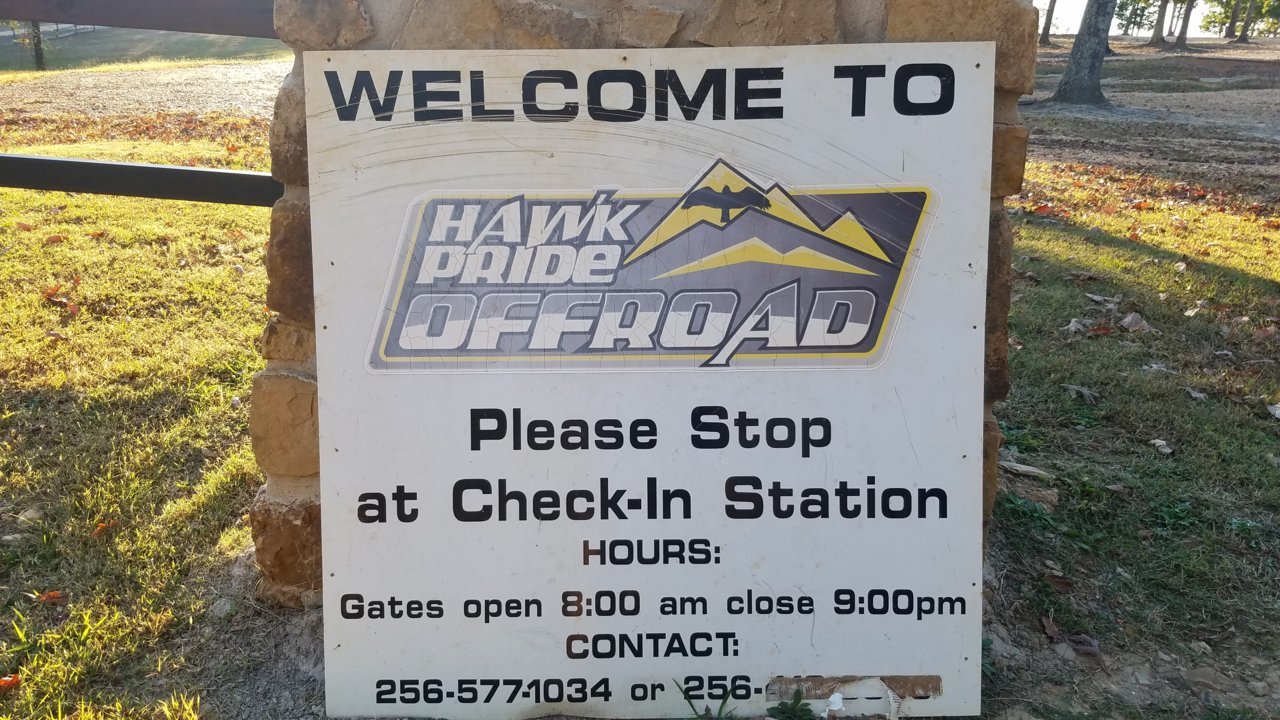 WELCOME TO
HAWK
PRIDE
OFFROAD
Please Stop
at Check-In Station
HOURS:
Gates open 8:00 am close 9:00pm
CONTACT:
256-577-1034 or 256-